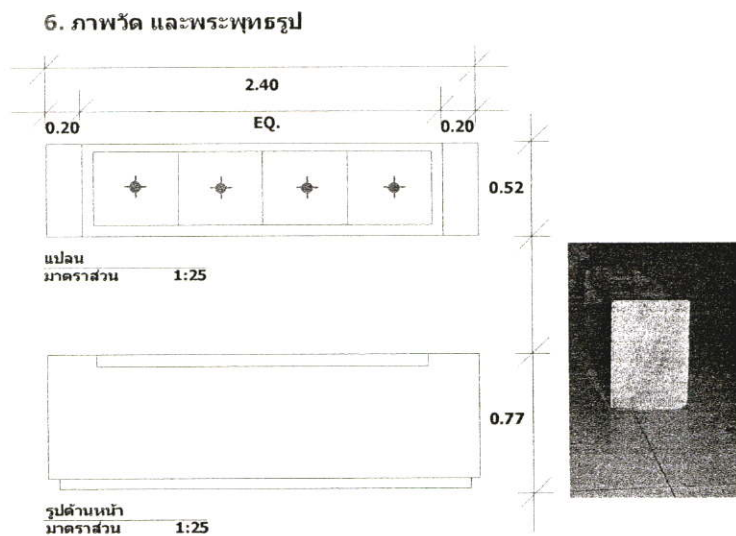 6. ภาพวัด และพระพุทธรูป
2.40
0.20 EQ. 0.20
0.52
แปลน
มาตราส่วน 1:25
0.77
รูปด้านหน้า
มาตราส่วน 1:25